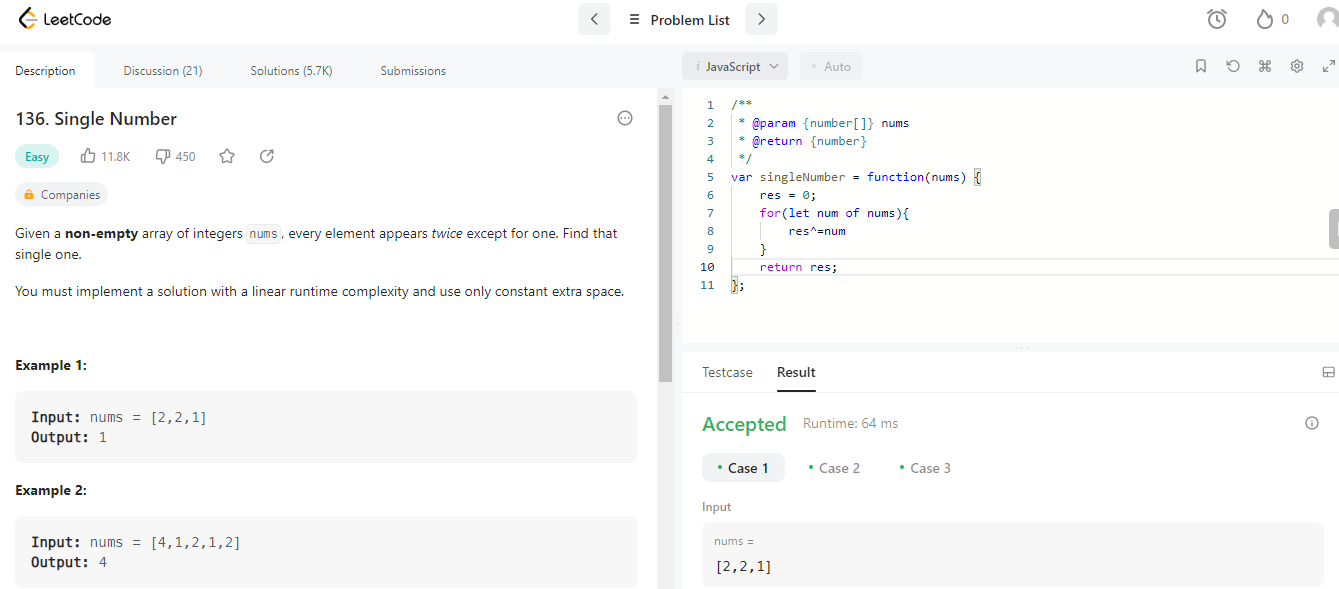 LeetCode
Problem List
0
Description
Discussion (21)
Solutions (5.7K)
Submissions
136. Single Number
Easy
11.8K
450
Companies
Given a non-empty array of integers nums, every element appears twice except for one. Find that
single one.
You must implement a solution with a linear runtime complexity and use only constant extra space.
Example 1:
Input: nums = [2,2,1]
Output: 1
Example 2:
Input: nums = [4,1,2,1,2]
Output: 4
i JavaScript
Auto
1 /**
2 * @param {number[]} nums
3 * @return {number}
4 */
5 var singleNumber = function(nums) {
6 res = 0;
7 for(let num of nums){
8 res^=num
9 }
10 return res;
11 };
Testcase
Result
Accepted
Runtime: 64 ms
• Case 1
• Case 2
• Case 3
Input
nums =
[2,2,1]